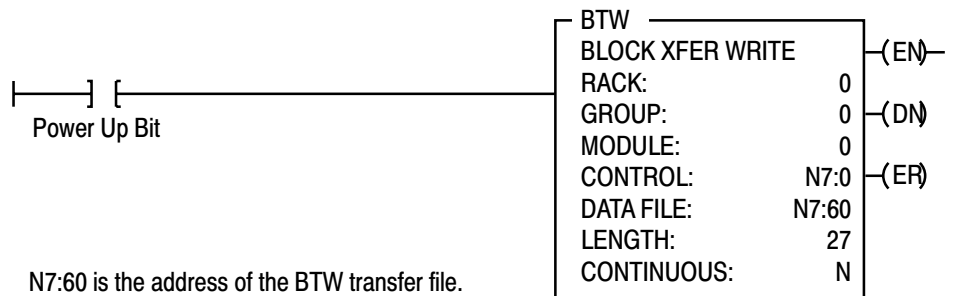 BTW
BLOCK XFER WRITE
(EN)
RACK: 0
GROUP: 0
(DN)
MODULE: 0
CONTROL: N7:0
(ER)
DATA FILE: N7:60
LENGTH: 27
CONTINUOUS: N
Power Up Bit
N7:60 is the address of the BTW transfer file.